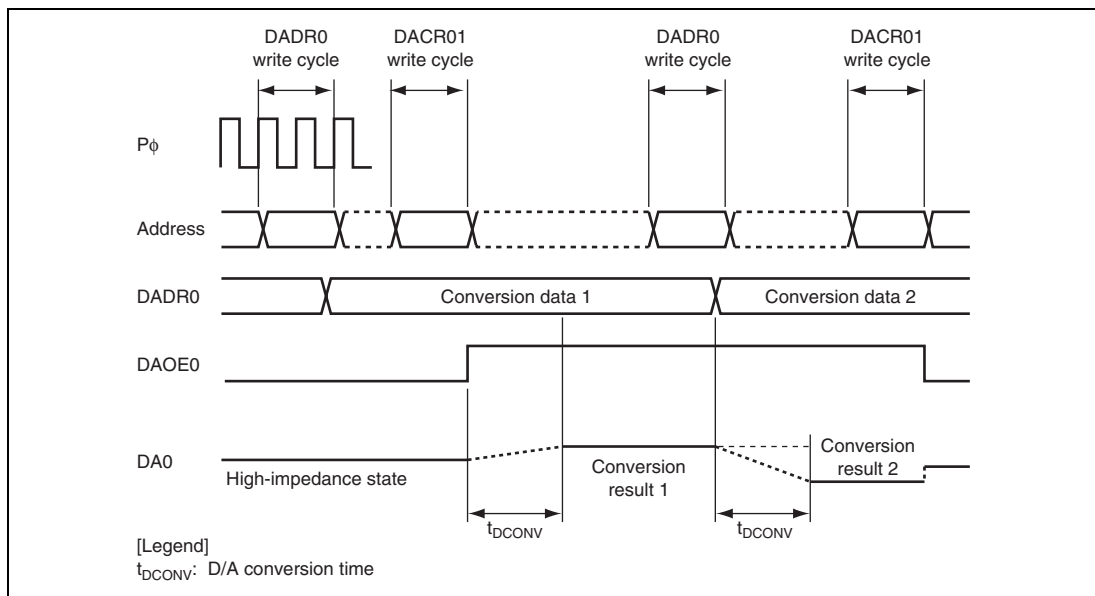 DADR0
write cycle
DACR01
write cycle
DADR0
write cycle
DACR01
write cycle
Pϕ
Address
DADR0
Conversion data 1
Conversion data 2
DAOE0
DA0
High-impedance state
Conversion
result 1
Conversion
result 2
tDCONV
tDCONV
[Legend]
tDCONV: D/A conversion time